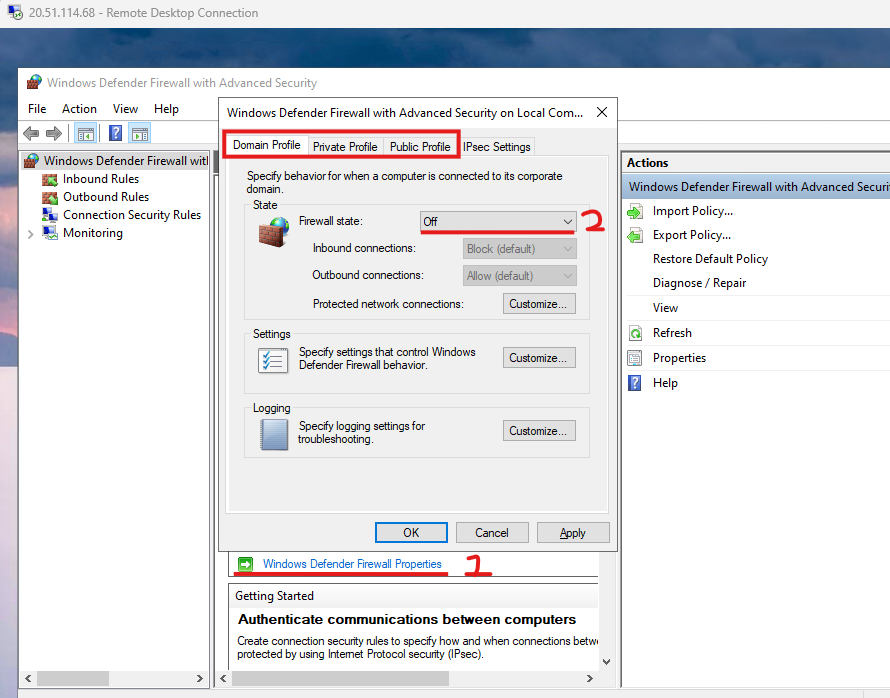 20.51.114.68 - Remote Desktop Connection
Windows Defender Firewall with Advanced Security
File Action View Help
Windows Defender Firewall wit
Inbound Rules
Outbound Rules
Connection Security Rules
Monitoring
Windows Defender Firewall with Advanced Security on Local Com...
Domain Profile Private Profile Public Profile IPsec Settings
Specify behavior for when a computer is connected to its corporate
domain.
State
Firewall state: Off 2
Inbound connections: Block (default)
Outbound connections: Allow (default)
Protected network connections: Customize...
Settings
Specify settings that control Windows
Defender Firewall behavior.
Customize...
Logging
Specify logging settings for
troubleshooting.
Customize...
OK Cancel Apply
Windows Defender Firewall Properties 1
Getting Started
Authenticate communications between computers
Create connection security rules to specify how and when connections betwe
protected by using Internet Protocol security (IPsec).
Actions
Windows Defender Firewall with Advanced Securi
Import Policy...
Export Policy...
Restore Default Policy
Diagnose / Repair
View
Refresh
Properties
Help